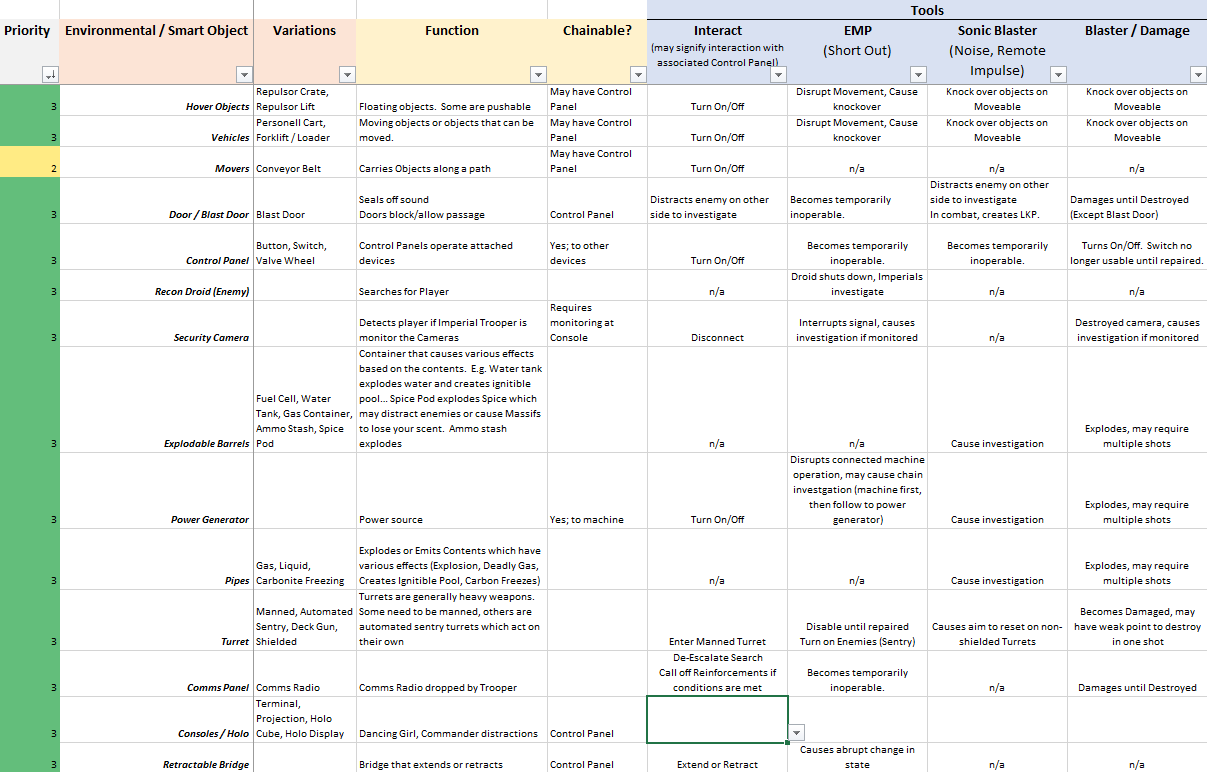 Tools
Priority Environmental / Smart Object Variations Function Chainable? Interact EMP Sonic Blaster Blaster / Damage
(may signify interaction with (Short Out) (Noise, Remote
associated Control Panel) Impulse)
Repulsor Crate, May have Control Disrupt Movement, Cause Knock over objects on Knock over objects on
3 Hover Objects Repulsor Lift Floating objects. Some are pushable Panel Turn On/Off knockover Moveable Moveable
Personell Cart, Moving objects or objects that can be May have Control Disrupt Movement, Cause Knock over objects on Knock over objects on
3 Vehicles Forklift / Loader moved. Panel Turn On/Off knockover Moveable Moveable
May have Control
2 Movers Conveyor Belt Carries Objects along a path Panel Turn On/Off n/a n/a n/a
Distracts enemy on other
Seals off sound Distracts enemy on other Becomes temporarily side to investigate Damages until Destroyed
3 Door / Blast Door Blast Door Doors block/allow passage Control Panel side to investigate inoperable. In combat, creates LKP. (Except Blast Door)
Button, Switch, Control Panels operate attached Yes; to other Becomes temporarily Becomes temporarily Turns On/Off. Switch no
3 Control Panel Valve Wheel devices devices Turn On/Off inoperable. inoperable. longer usable until repaired.
Droid shuts down, Imperials
3 Recon Droid (Enemy) Searches for Player n/a investigate n/a n/a
Requires
Detects player if Imperial Trooper is monitoring at Interrupts signal, causes Destroyed camera, causes
3 Security Camera monitor the Cameras Console Disconnect investigation if monitored n/a investigation if monitored
Container that causes various effects
based on the contents. E.g. Water tank
explodes water and creates ignitible
Fuel Cell, Water pool... Spice Pod explodes Spice which
Tank, Gas Container, may distract enemies or cause Massifs
Ammo Stash, Spice to lose your scent. Ammo stash Explodes, may require
3 Explodable Barrels Pod explodes n/a n/a Cause investigation multiple shots
Disrupts connected machine
operation, may cause chain
investgation (machine first,
then follow to power Explodes, may require
3 Power Generator Power source Yes; to machine Turn On/Off generator) Cause investigation multiple shots
Explodes or Emits Contents which have
Gas, Liquid, various effects (Explosion, Deadly Gas, Explodes, may require
3 Pipes Carbonite Freezing Creates Ignitible Pool, Carbon Freezes) n/a n/a Cause investigation multiple shots
Turrets are generally heavy weapons.
Manned, Automated Some need to be manned, others are Becomes Damaged, may
Sentry, Deck Gun, automated sentry turrets which act on Disable until repaired Causes aim to reset on non- have weak point to destroy
3 Turret Shielded their own Enter Manned Turret Turn on Enemies (Sentry) shielded Turrets in one shot
De-Escalate Search
Call off Reinforcements if Becomes temporarily
3 Comms Panel Comms Radio Comms Radio dropped by Trooper conditions are met inoperable. n/a Damages until Destroyed
Terminal,
Projection, Holo
3 Consoles / Holo Cube, Holo Display Dancing Girl, Commander distractions Control Panel
Causes abrupt change in
3 Retractable Bridge Bridge that extends or retracts Control Panel Extend or Retract state n/a n/a